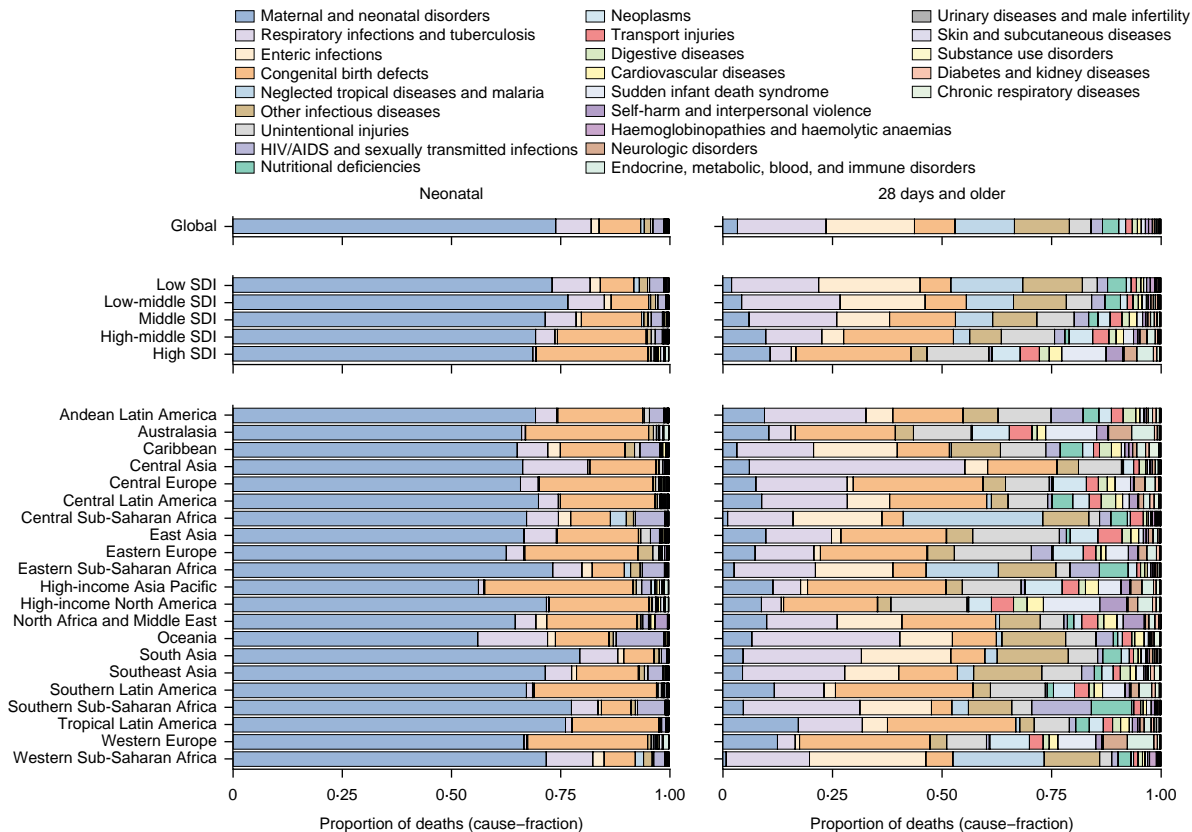 Maternal and neonatal disorders
Respiratory infections and tuberculosis
Enteric infections
Congenital birth defects
Neglected tropical diseases and malaria
Other infectious diseases
Unintentional injuries
HIV/AIDS and sexually transmitted infections
Nutritional deficiencies
Neoplasms
Transport injuries
Digestive diseases
Cardiovascular diseases
Sudden infant death syndrome
Self-harm and interpersonal violence
Haemoglobinopathies and haemolytic anaemias
Neurologic disorders
Endocrine, metabolic, blood, and immune disorders
Urinary diseases and male infertility
Skin and subcutaneous diseases
Substance use disorders
Diabetes and kidney diseases
Chronic respiratory diseases
Neonatal
28 days and older
Global
Low SDI
Low-middle SDI
Middle SDI
High-middle SDI
High SDI
Andean Latin America
Australasia
Caribbean
Central Asia
Central Europe
Central Latin America
Central Sub-Saharan Africa
East Asia
Eastern Europe
Eastern Sub-Saharan Africa
High-income Asia Pacific
High-income North America
North Africa and Middle East
Oceania
South Asia
Southeast Asia
Southern Latin America
Southern Sub-Saharan Africa
Tropical Latin America
Western Europe
Western Sub-Saharan Africa
0 0·25 0·50 0·75 1·00
0 0·25 0·50 0·75 1·00
Proportion of deaths (cause−fraction)
Proportion of deaths (cause−fraction)